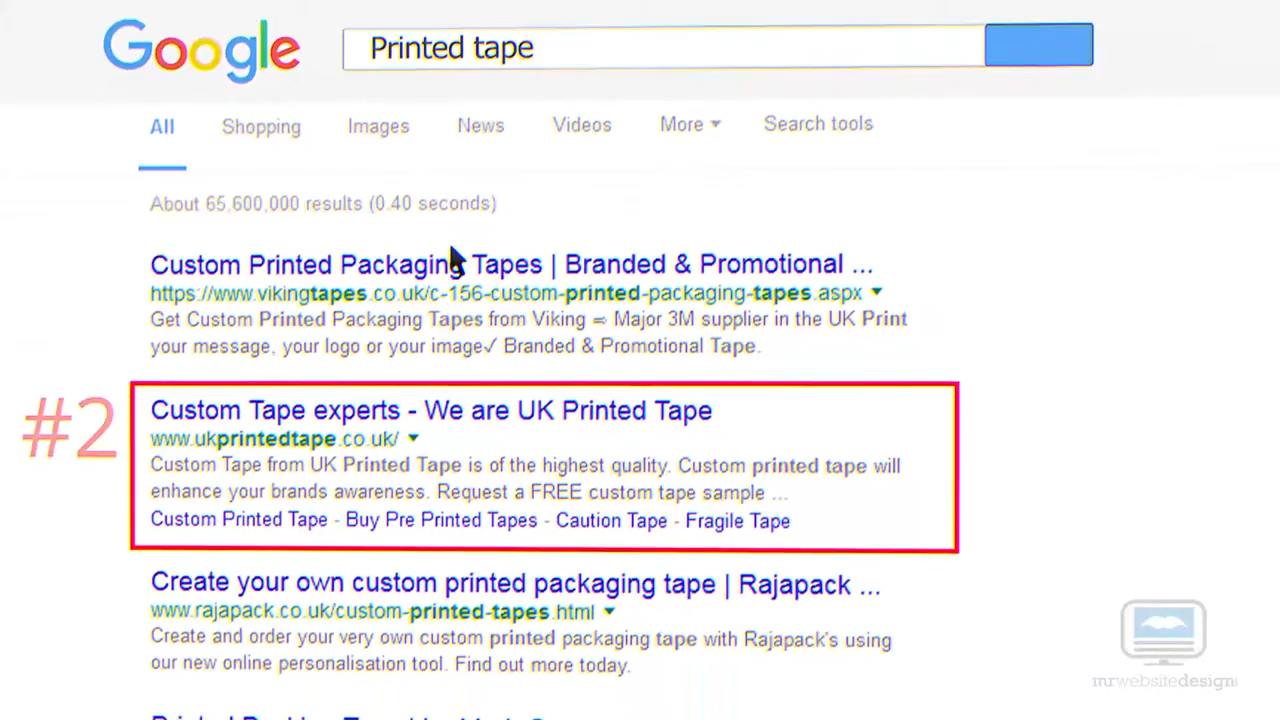 Google
Printed tape
All Shopping Images News Videos More Search tools
About 65,600,000 results (0.40 seconds)
Custom Printed Packaging Tapes | Branded & Promotional ...
https://www.vikingtapes.co.uk/c-156-custom-printed-packaging-tapes.aspx
Get Custom Printed Packaging Tapes from Viking ⇒ Major 3M supplier in the UK Print
your message, your logo or your image✓ Branded & Promotional Tape.
#2
Custom Tape experts - We are UK Printed Tape
www.ukprintedtape.co.uk/
Custom Tape from UK Printed Tape is of the highest quality. Custom printed tape will
enhance your brands awareness. Request a FREE custom tape sample ...
Custom Printed Tape - Buy Pre Printed Tapes - Caution Tape - Fragile Tape
Create your own custom printed packaging tape | Rajapack ...
www.rajapack.co.uk/custom-printed-tapes.html
Create and order your very own custom printed packaging tape with Rajapack's using
our new online personalisation tool. Find out more today.
mrwebsitedesigns